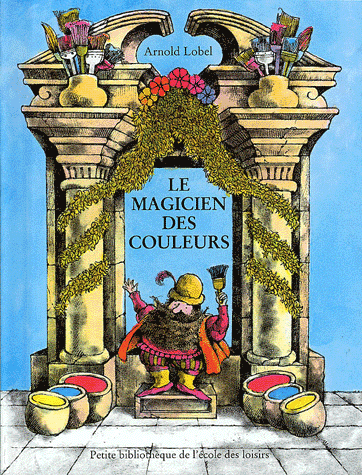 Arnold Lobel
LE
MAGICIEN
DES
COULEURS
Petite bibliothèque de l'école des loisirs